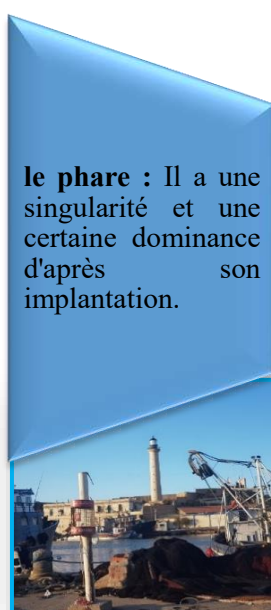 le phare : Il a une
singularité et une
certaine dominance
d'après son
implantation.